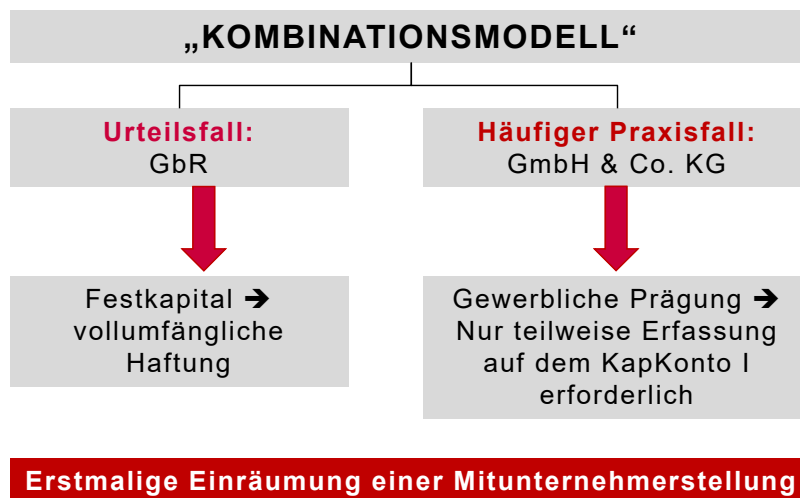 „KOMBINATIONSMODELL“
Urteilsfall:
GbR
Häufiger Praxisfall:
GmbH & Co. KG
Festkapital ➔
vollumfängliche
Haftung
Gewerbliche Prägung ➔
Nur teilweise Erfassung
auf dem KapKonto I
erforderlich
Erstmalige Einräumung einer Mitunternehmerstellung